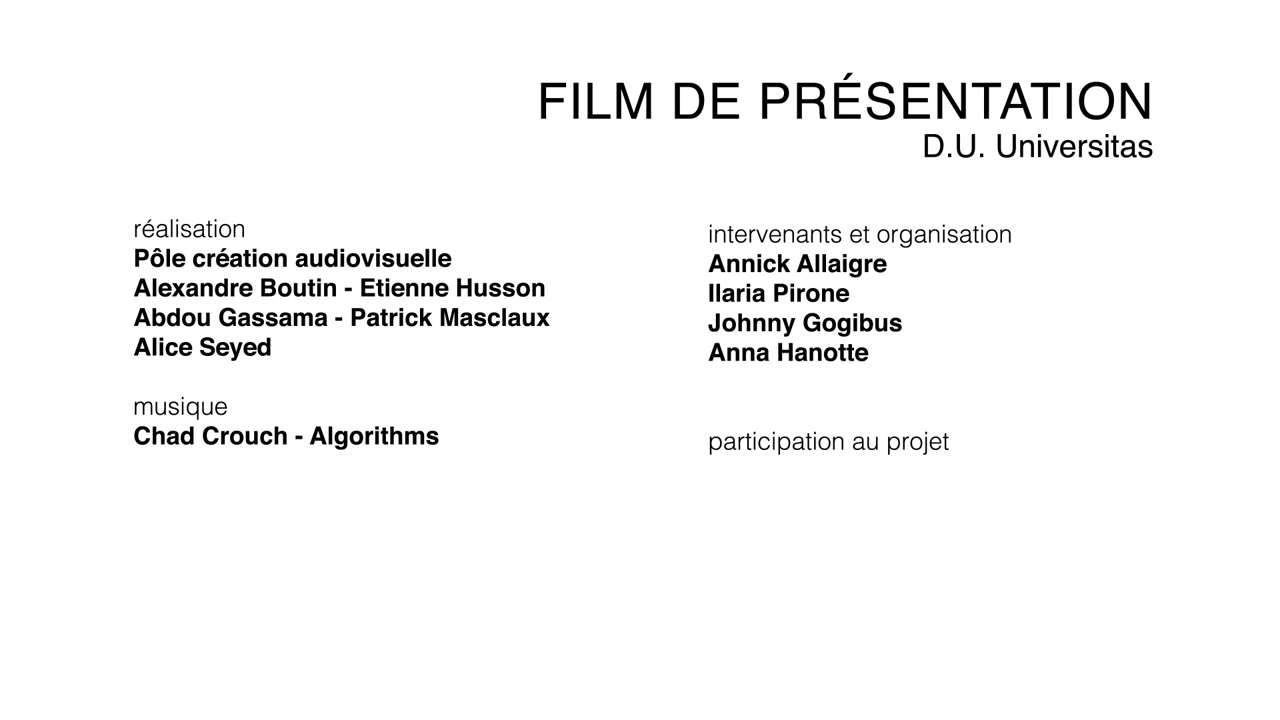 FILM DE PRÉSENTATION
D.U. Universitas
réalisation
Pôle création audiovisuelle
Alexandre Boutin - Etienne Husson
Abdou Gassama - Patrick Masclaux
Alice Seyed
musique
Chad Crouch - Algorithms
intervenants et organisation
Annick Allaigre
Ilaria Pirone
Johnny Gogibus
Anna Hanotte
participation au projet